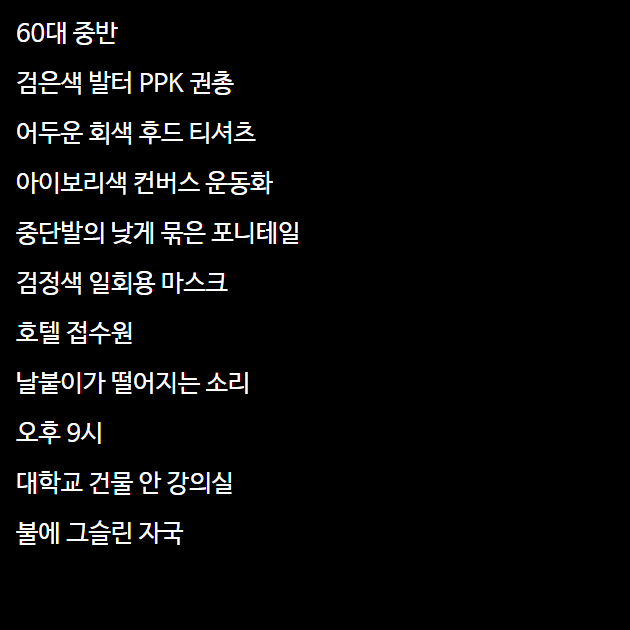 60대 중반
검은색 발터 PPK 권총
어두운 회색 후드 티셔츠
아이보리색 컨버스 운동화
중단발의 낮게 묶은 포니테일
검정색 일회용 마스크
호텔 접수원
날붙이가 떨어지는 소리
오후 9시
대학교 건물 안 강의실
불에 그슬린 자국